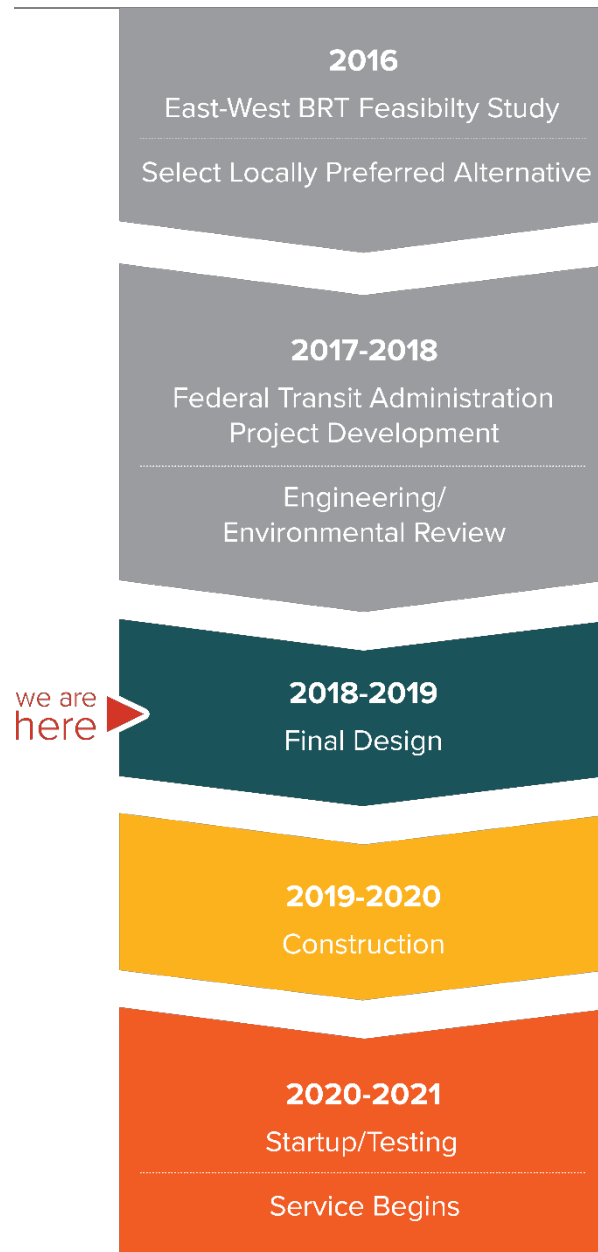 2016
East-West BRT Feasibilty Study
Select Locally Preferred Alternative
2017-2018
Federal Transit Administration
Project Development
Engineering/
Environmental Review
we are
here
2018-2019
Final Design
2019-2020
Construction
2020-2021
Startup/Testing
Service Begins